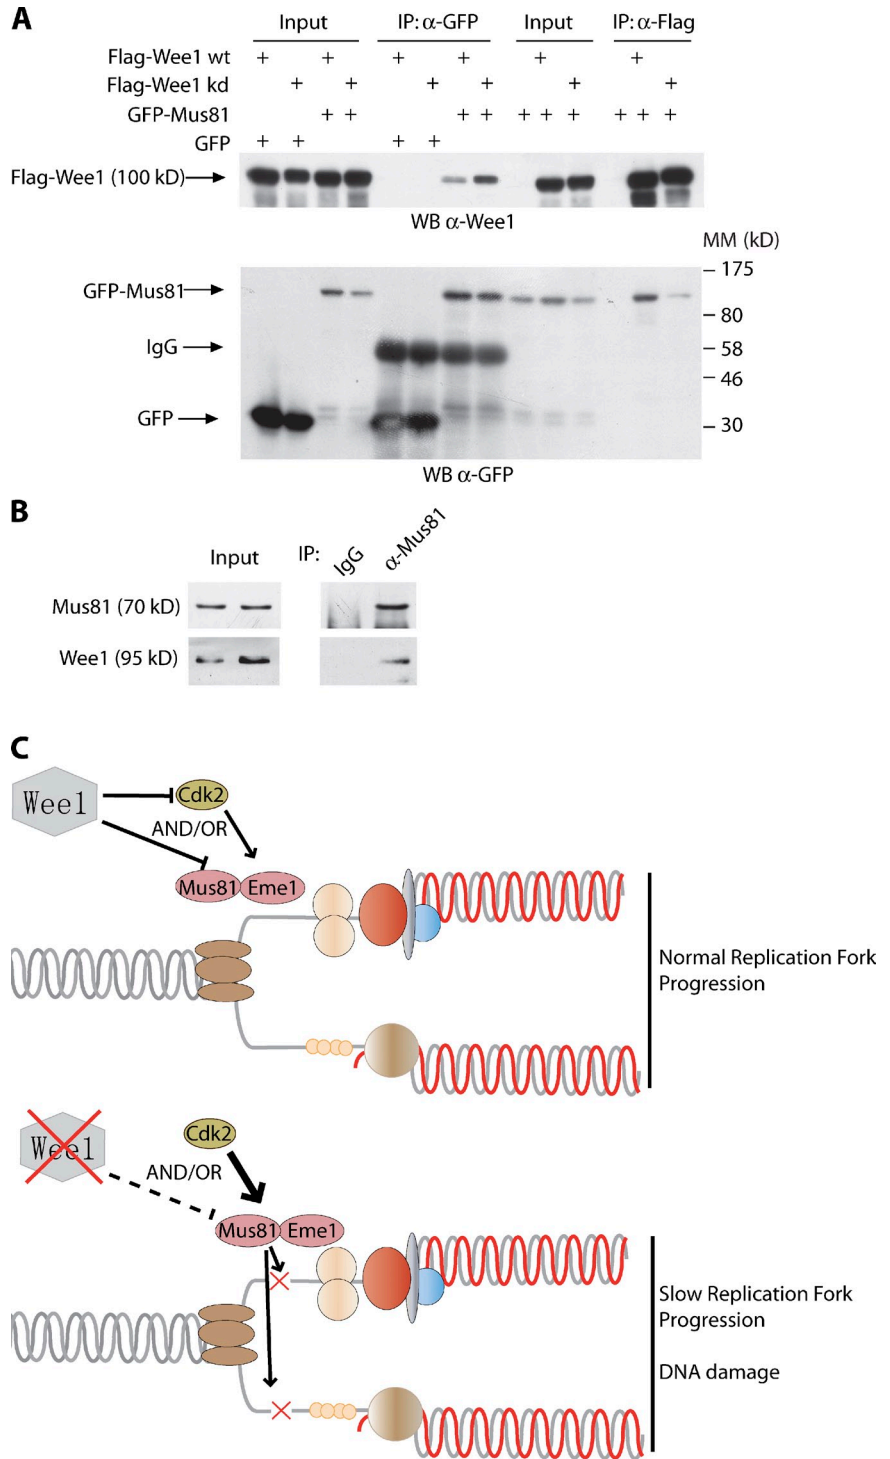 A
Input IP: α-GFP Input IP: α-Flag
Flag-Wee1 wt + + + + + +
Flag-Wee1 kd + + + + + +
GFP-Mus81 + + + + + + + + + +
GFP + + + +
Flag-Wee1 (100 kD)
WB α-Wee1
MM (kD)
175
GFP-Mus81
80
IgG 58
46
GFP 30
WB α-GFP
B
Input IP: IgG α-Mus81
Mus81 (70 kD)
Wee1 (95 kD)
C
Wee1 Cdk2
AND/OR
Mus81 Eme1
Normal Replication Fork
Progression
Wee1 Cdk2
AND/OR
Mus81 Eme1
Slow Replication Fork
Progression
DNA damage